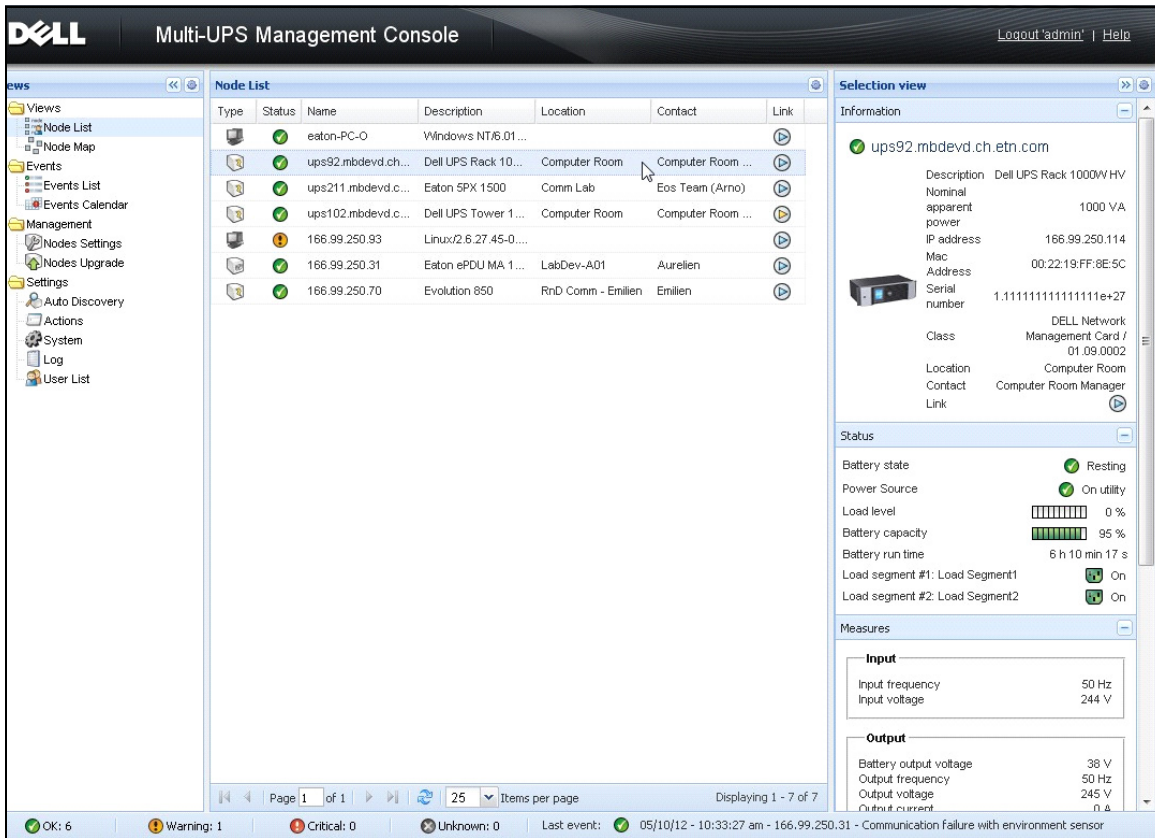 DELL
Multi-UPS Management Console
Logout 'admin' | Help
ews
Views
Node List
Node Map
Events
Events List
Events Calendar
Management
Nodes Settings
Nodes Upgrade
Settings
Auto Discovery
Actions
System
Log
User List
Node List
Type Status Name Description Location Contact Link
eaton-PC-O Windows NT/6.01....
ups92.mbdevd.ch... Dell UPS Rack 10... Computer Room Computer Room ...
ups211.mbdevd.c... Eaton 5PX 1500 Comm Lab Eos Team (Arno)
ups102.mbdevd.c... Dell UPS Tower 1... Computer Room Computer Room ...
166.99.250.93 Linux/2.6.27.45-0....
166.99.250.31 Eaton ePDU MA 1... LabDev-A01 Aurelien
166.99.250.70 Evolution 850 RnD Comm - Emilien Emilien
Page 1 of 1 25 Items per page Displaying 1 - 7 of 7
Selection view
Information
ups92.mbdevd.ch.etn.com
Description Dell UPS Rack 1000W HV
Nominal
apparent 1000 VA
power
IP address 166.99.250.114
Mac
Address 00:22:19:FF:8E:5C
Serial
number 1.111111111111111e+27
DELL Network
Class Management Card /
01.09.0002
Location Computer Room
Contact Computer Room Manager
Link
Status
Battery state Resting
Power Source On utility
Load level 0 %
Battery capacity 95 %
Battery run time 6 h 10 min 17 s
Load segment #1: Load Segment1 On
Load segment #2: Load Segment2 On
Measures
Input
Input frequency 50 Hz
Input voltage 244 V
Output
Battery output voltage 38 V
Output frequency 50 Hz
Output voltage 245 V
Output current 0 A
OK: 6 Warning: 1 Critical: 0 Unknown: 0 Last event: 05/10/12 - 10:33:27 am - 166.99.250.31 - Communication failure with environment sensor